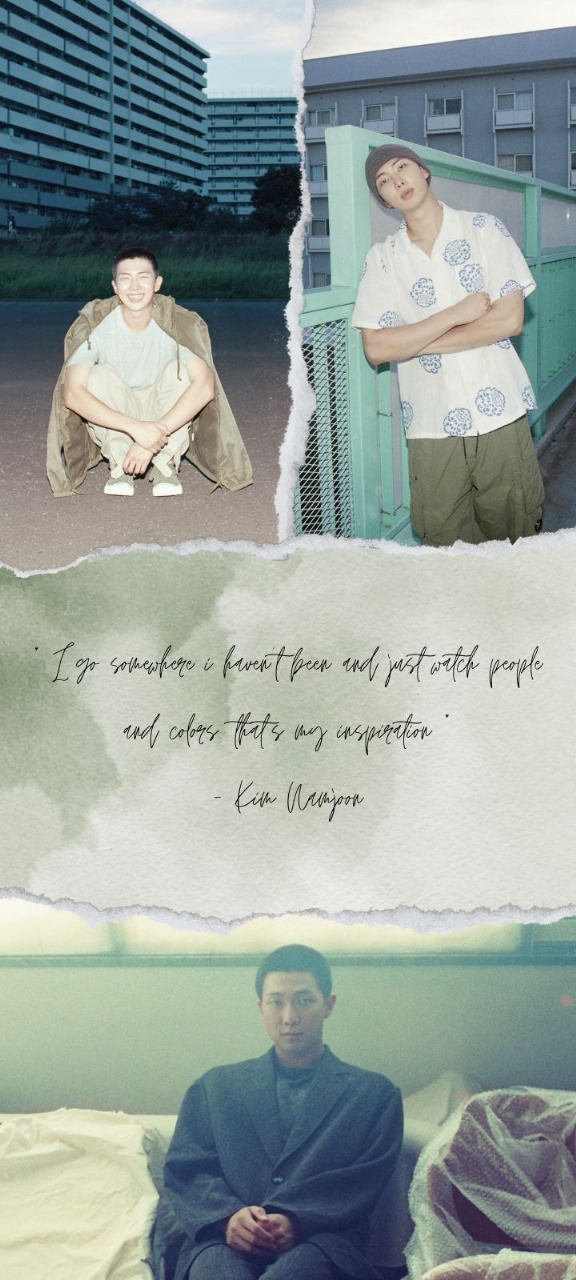 " I go somewhere i haven't been and just watch people
and colors that's my inspiration "
- Kim Namjoon